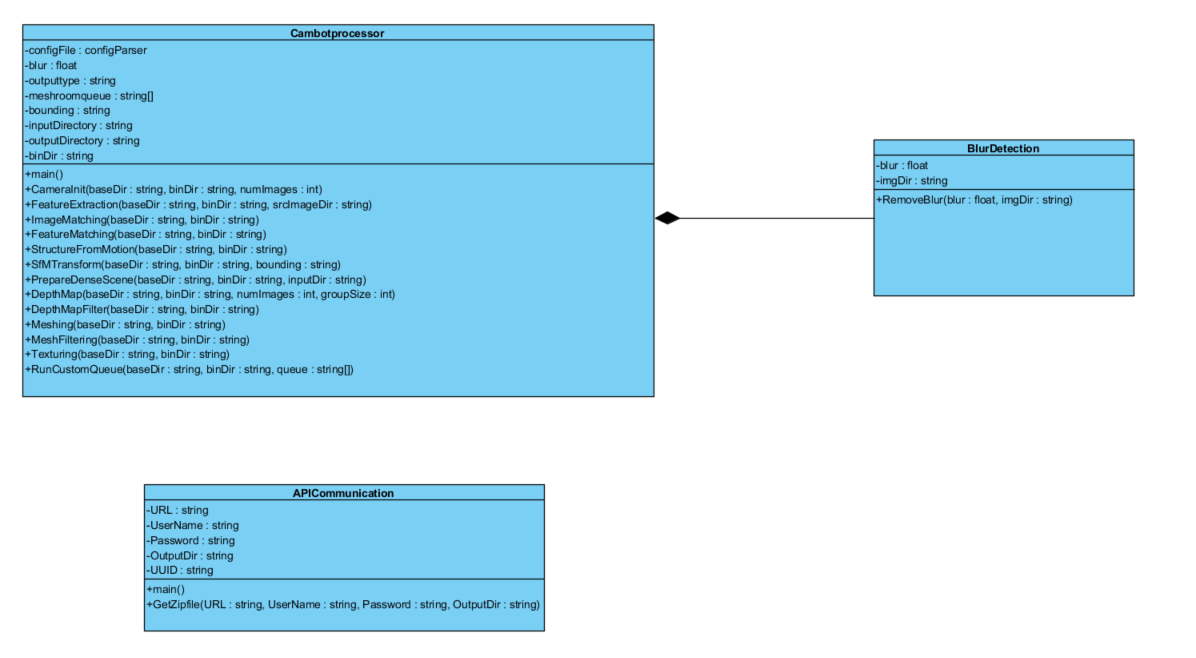 Cambotprocessor
-configFile : configParser
-blur : float
-outputtype : string
-meshroomqueue : string[]
-bounding : string
-inputDirectory : string
-outputDirectory : string
-binDir : string
+main()
+CameraInit(baseDir : string, binDir : string, numImages : int)
+FeatureExtraction(baseDir : string, binDir : string, srcImageDir : string)
+ImageMatching(baseDir : string, binDir : string)
+FeatureMatching(baseDir : string, binDir : string)
+StructureFromMotion(baseDir : string, binDir : string)
+SfMTransform(baseDir : string, binDir : string, bounding : string)
+PrepareDenseScene(baseDir : string, binDir : string, inputDir : string)
+DepthMap(baseDir : string, binDir : string, numImages : int, groupSize : int)
+DepthMapFilter(baseDir : string, binDir : string)
+Meshing(baseDir : string, binDir : string)
+MeshFiltering(baseDir : string, binDir : string)
+Texturing(baseDir : string, binDir : string)
+RunCustomQueue(baseDir : string, binDir : string, queue : string[])
BlurDetection
-blur : float
-imgDir : string
+RemoveBlur(blur : float, imgDir : string)
APICommunication
-URL : string
-UserName : string
-Password : string
-OutputDir : string
-UUID : string
+main()
+GetZipfile(URL : string, UserName : string, Password : string, OutputDir : string)